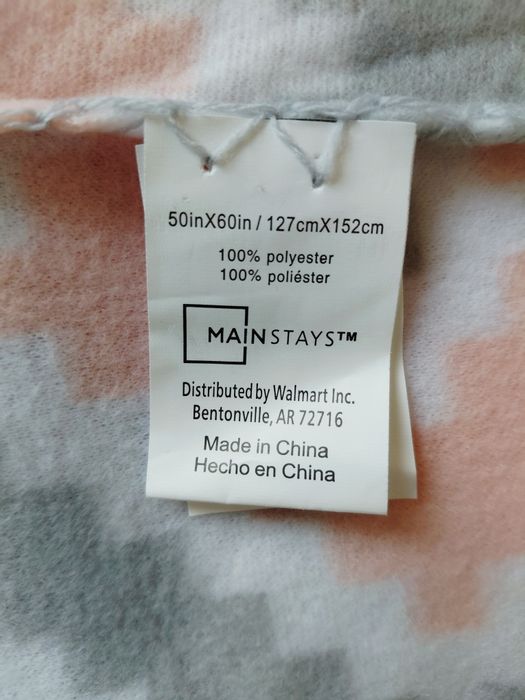 50inX60in / 127cmX152cm
100% polyester
100% poliéster
MAINSTAYS™
Distributed by Walmart Inc.
Bentonville, AR 72716
Made in China
Hecho en China